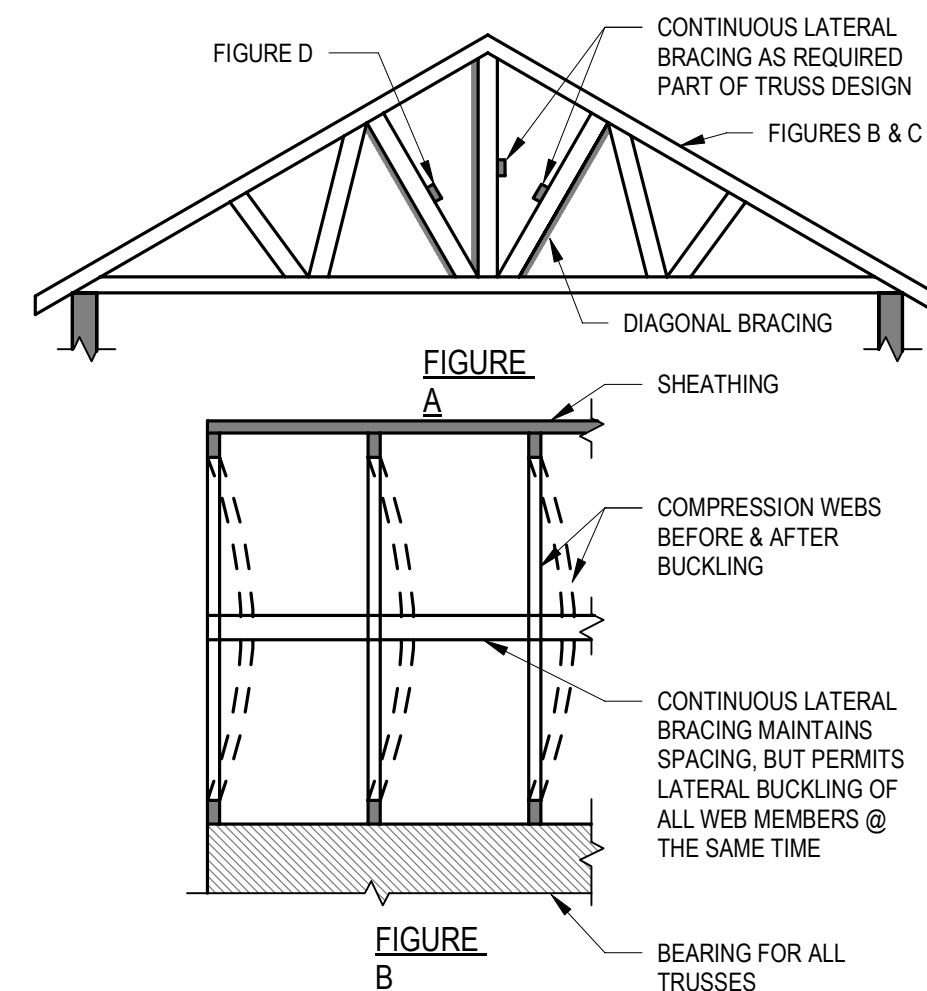 FIGURE D
CONTINUOUS LATERAL
BRACING AS REQUIRED
PART OF TRUSS DESIGN
FIGURES B & C
DIAGONAL BRACING
FIGURE
A
SHEATHING
COMPRESSION WEBS
BEFORE & AFTER
BUCKLING
CONTINUOUS LATERAL
BRACING MAINTAINS
SPACING, BUT PERMITS
LATERAL BUCKLING OF
ALL WEB MEMBERS @
THE SAME TIME
FIGURE
B
BEARING FOR ALL
TRUSSES